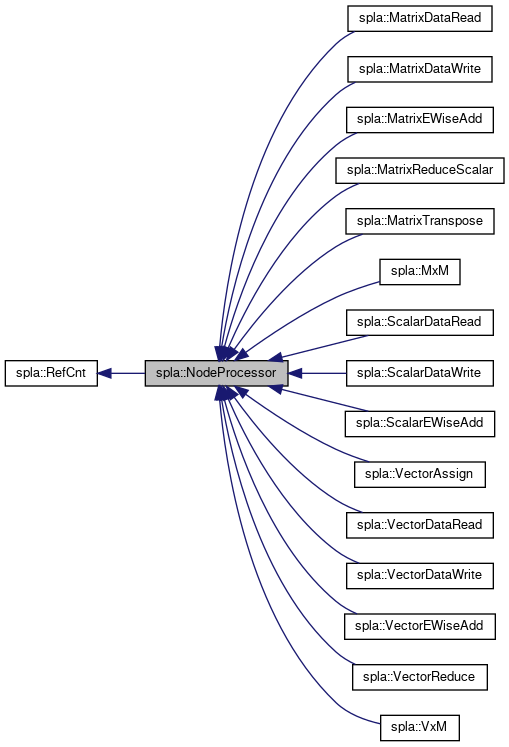 spla::MatrixDataRead
spla::MatrixDataWrite
spla::MatrixEWiseAdd
spla::MatrixReduceScalar
spla::MatrixTranspose
spla::MxM
spla::ScalarDataRead
spla::RefCnt
spla::NodeProcessor
spla::ScalarDataWrite
spla::ScalarEWiseAdd
spla::VectorAssign
spla::VectorDataRead
spla::VectorDataWrite
spla::VectorEWiseAdd
spla::VectorReduce
spla::VxM